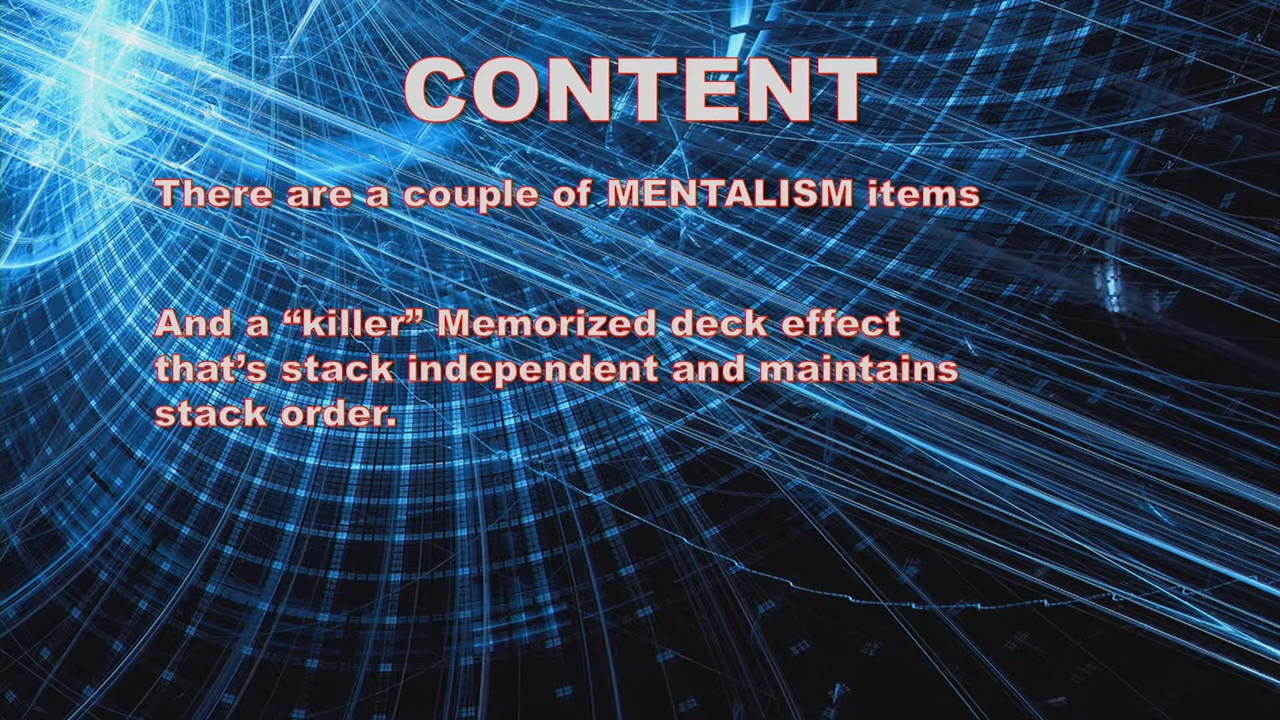 CONTENT
There are a couple of MENTALISM items
And a “killer” Memorized deck effect
that’s stack independent and maintains
stack order.